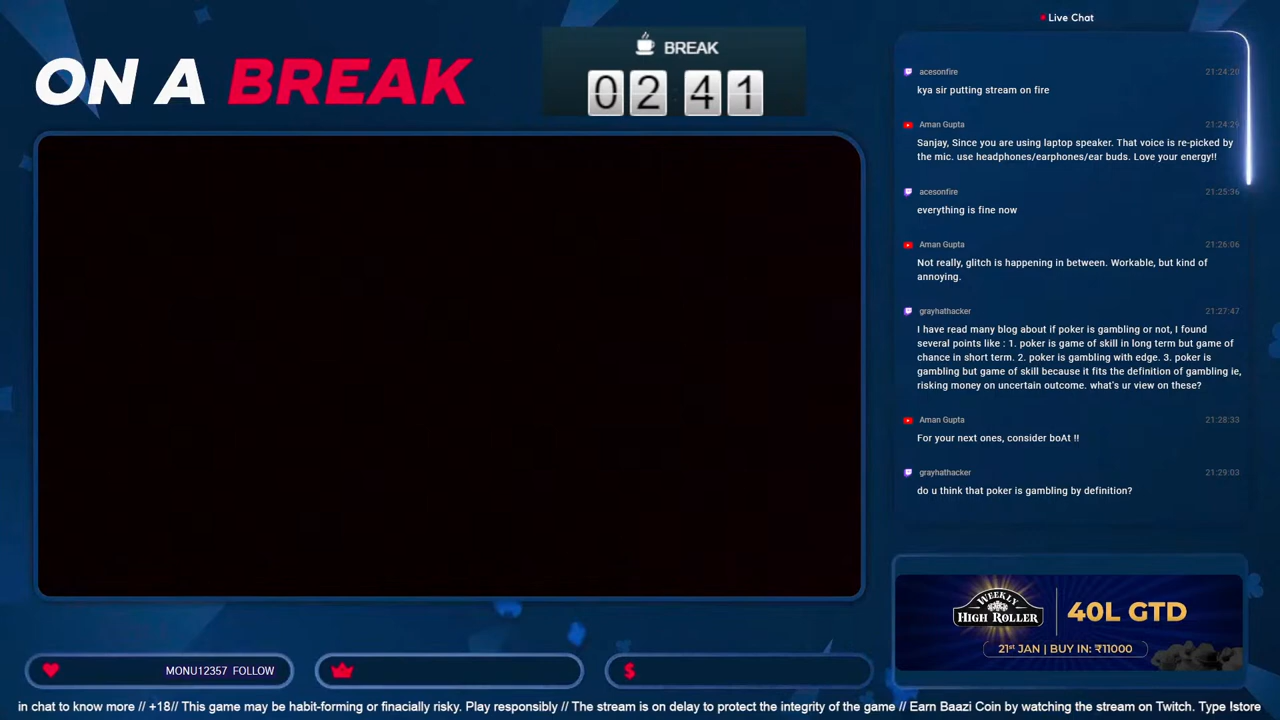 Live Chat
ON A BREAK
BREAK
02 41
acesonfire 21:24:20
kya sir putting stream on fire
Aman Gupta 21:24:29
Sanjay, Since you are using laptop speaker. That voice is re-picked by
the mic. use headphones/earphones/ear buds. Love your energy!!
acesonfire 21:25:36
everything is fine now
Aman Gupta 21:26:06
Not really, glitch is happening in between. Workable, but kind of
annoying.
grayhathacker 21:27:47
I have read many blog about if poker is gambling or not, I found
several points like : 1. poker is game of skill in long term but game of
chance in short term. 2. poker is gambling with edge. 3. poker is
gambling but game of skill because it fits the definition of gambling ie,
risking money on uncertain outcome. what's ur view on these?
Aman Gupta 21:28:33
For your next ones, consider boAt !!
grayhathacker 21:29:03
do u think that poker is gambling by definition?
WEEKLY
HIGH ROLLER
40L GTD
21st JAN | BUY IN: ₹11000
MONU12357 FOLLOW
in chat to know more // +18// This game may be habit-forming or finacially risky. Play responsibly // The stream is on delay to protect the integrity of the game // Earn Baazi Coin by watching the stream on Twitch. Type !store